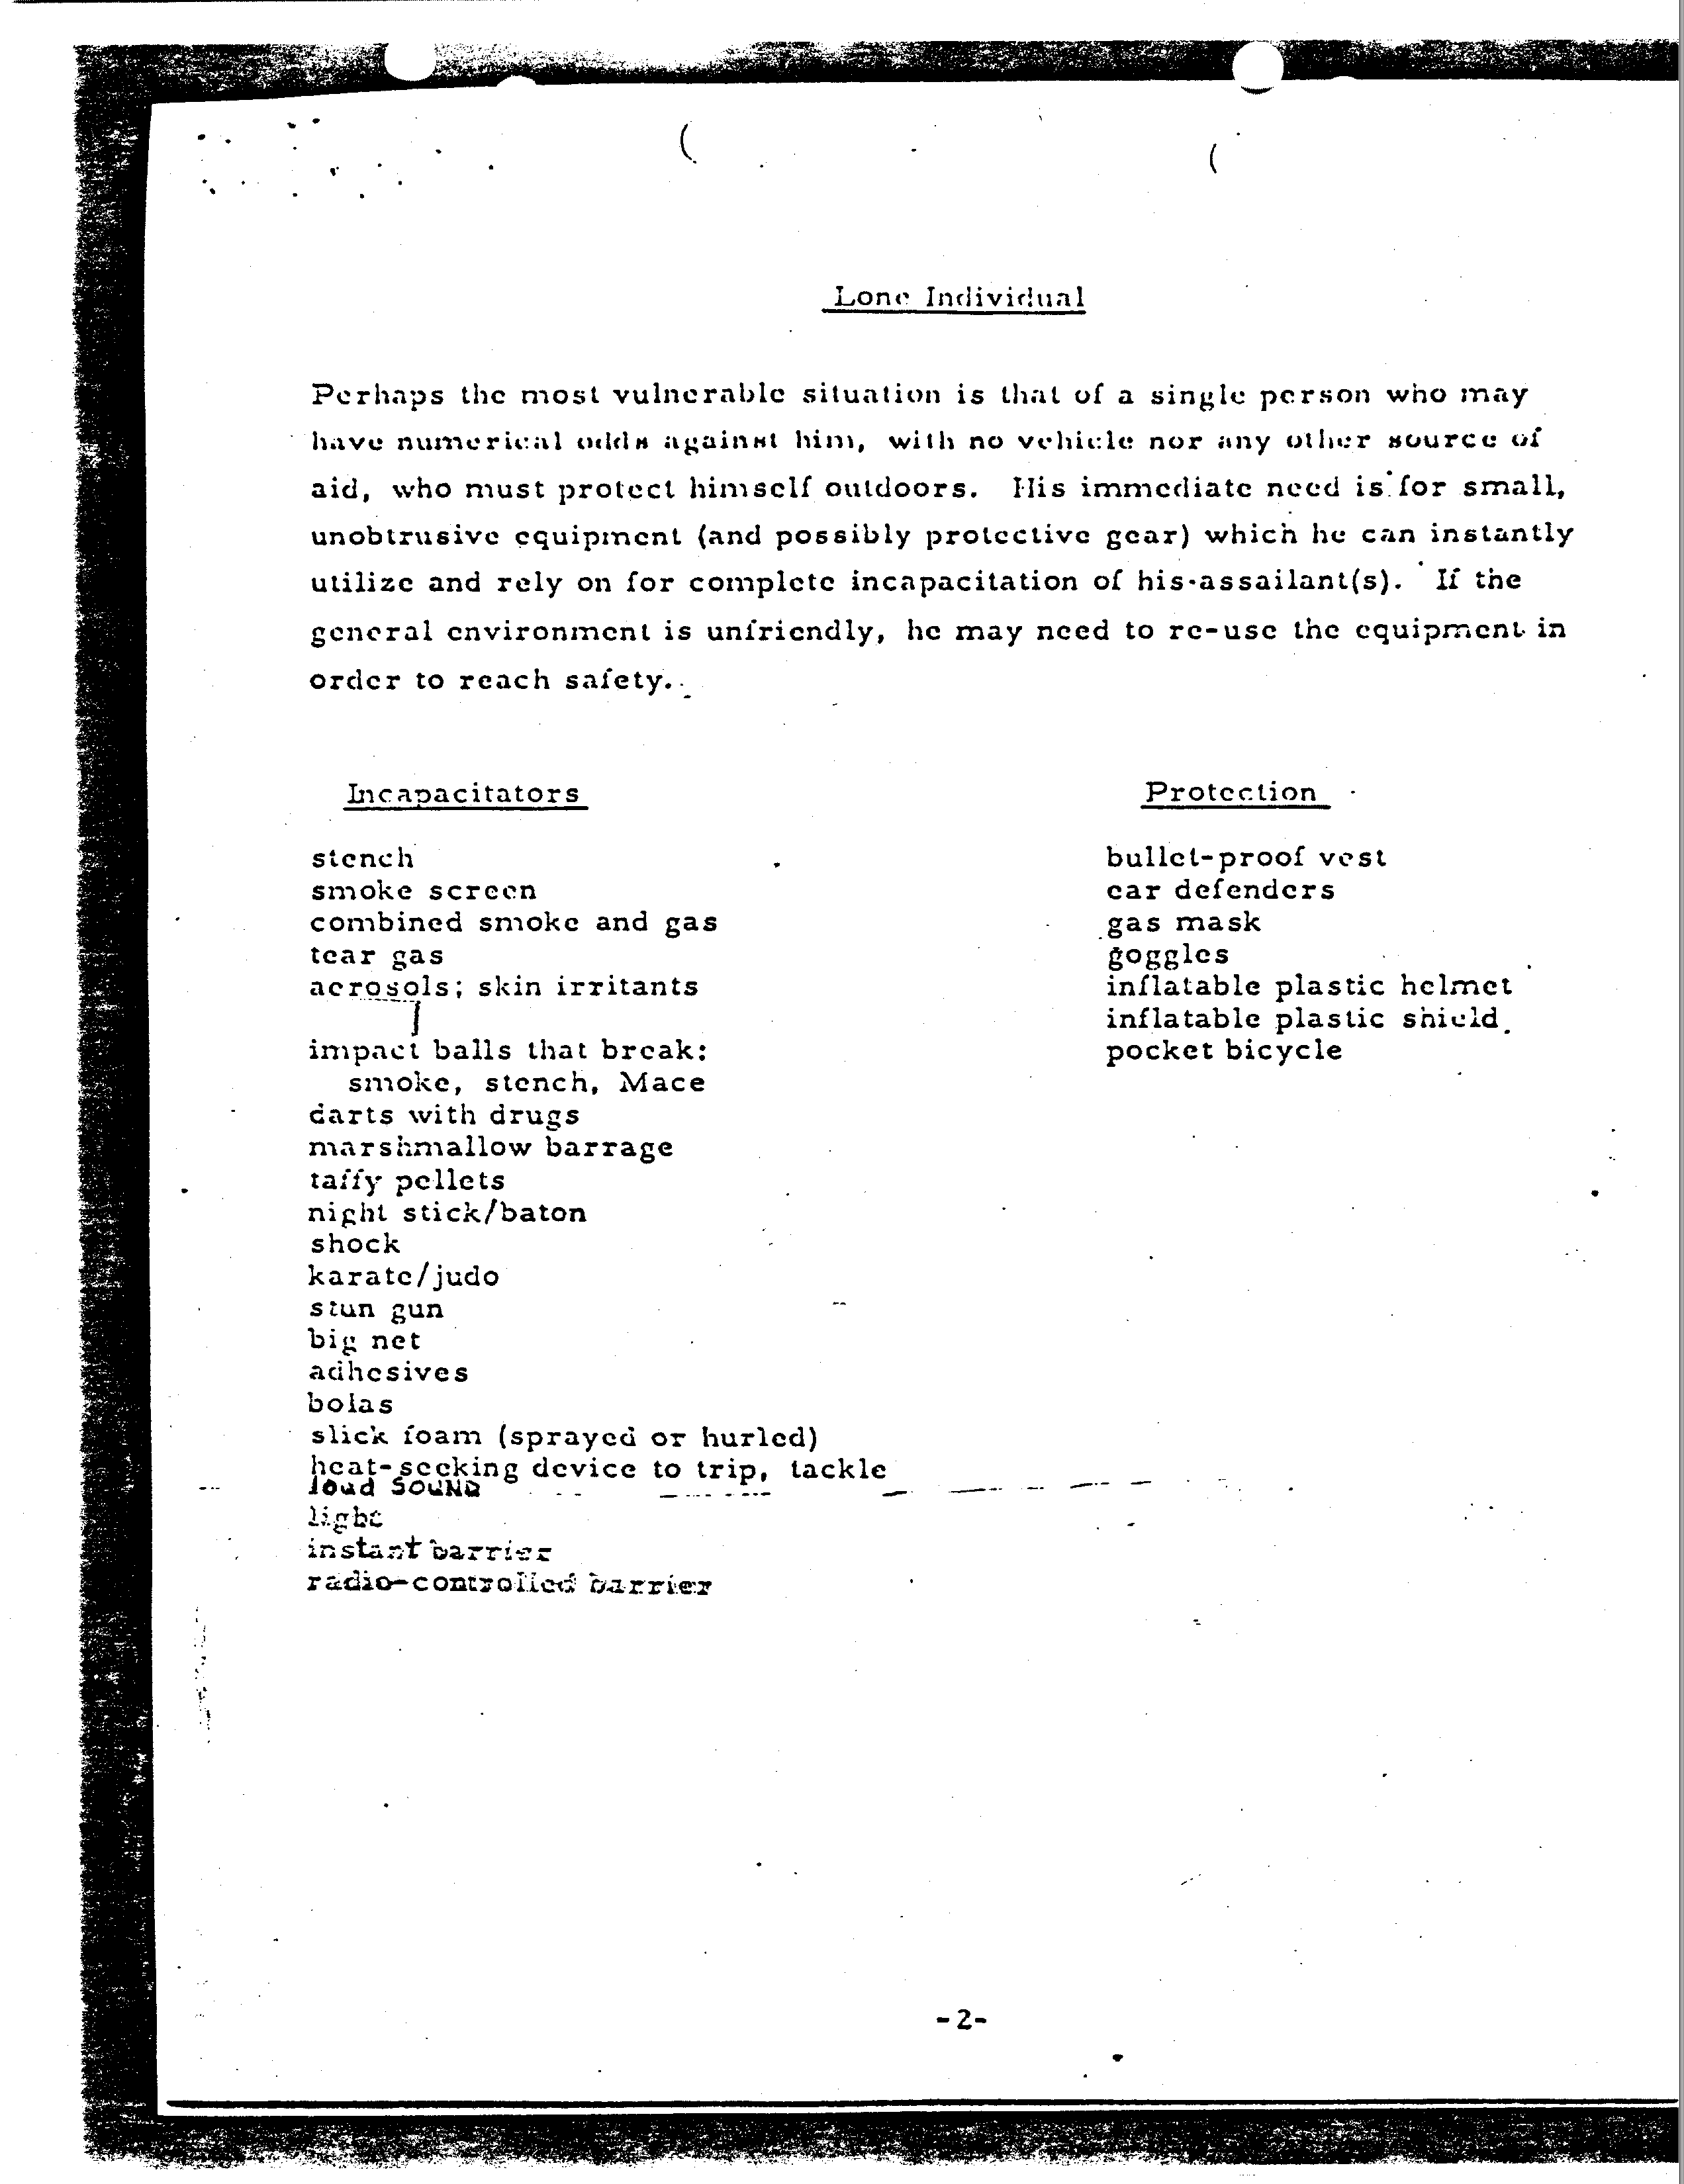 Lone Individual
Perhaps the most vulnerable situation is that of a single person who may
have numerical odds against him, with no vehicle nor any other source of
aid, who must protect himself outdoors. His immediate need is for small,
unobtrusive equipment (and possibly protective gear) which he can instantly
utilize and rely on for complete incapacitation of his assailant(s). If the
general environment is unfriendly, he may need to re-use the equipment in
order to reach safety.
Incapacitators
stench
smoke screen
combined smoke and gas
tear gas
aerosols; skin irritants
impact balls that break:
smoke, stench, Mace
darts with drugs
marshmallow barrage
taffy pellets
night stick/baton
shock
karate/judo
stun gun
big net
adhesives
bolas
slick foam (sprayed or hurled)
heat-seeking device to trip, tackle
loud SOUND
light
instant barrier
radio-controlled barrier
Protection
bullet-proof vest
ear defenders
gas mask
goggles
inflatable plastic helmet
inflatable plastic shield
pocket bicycle
-2-